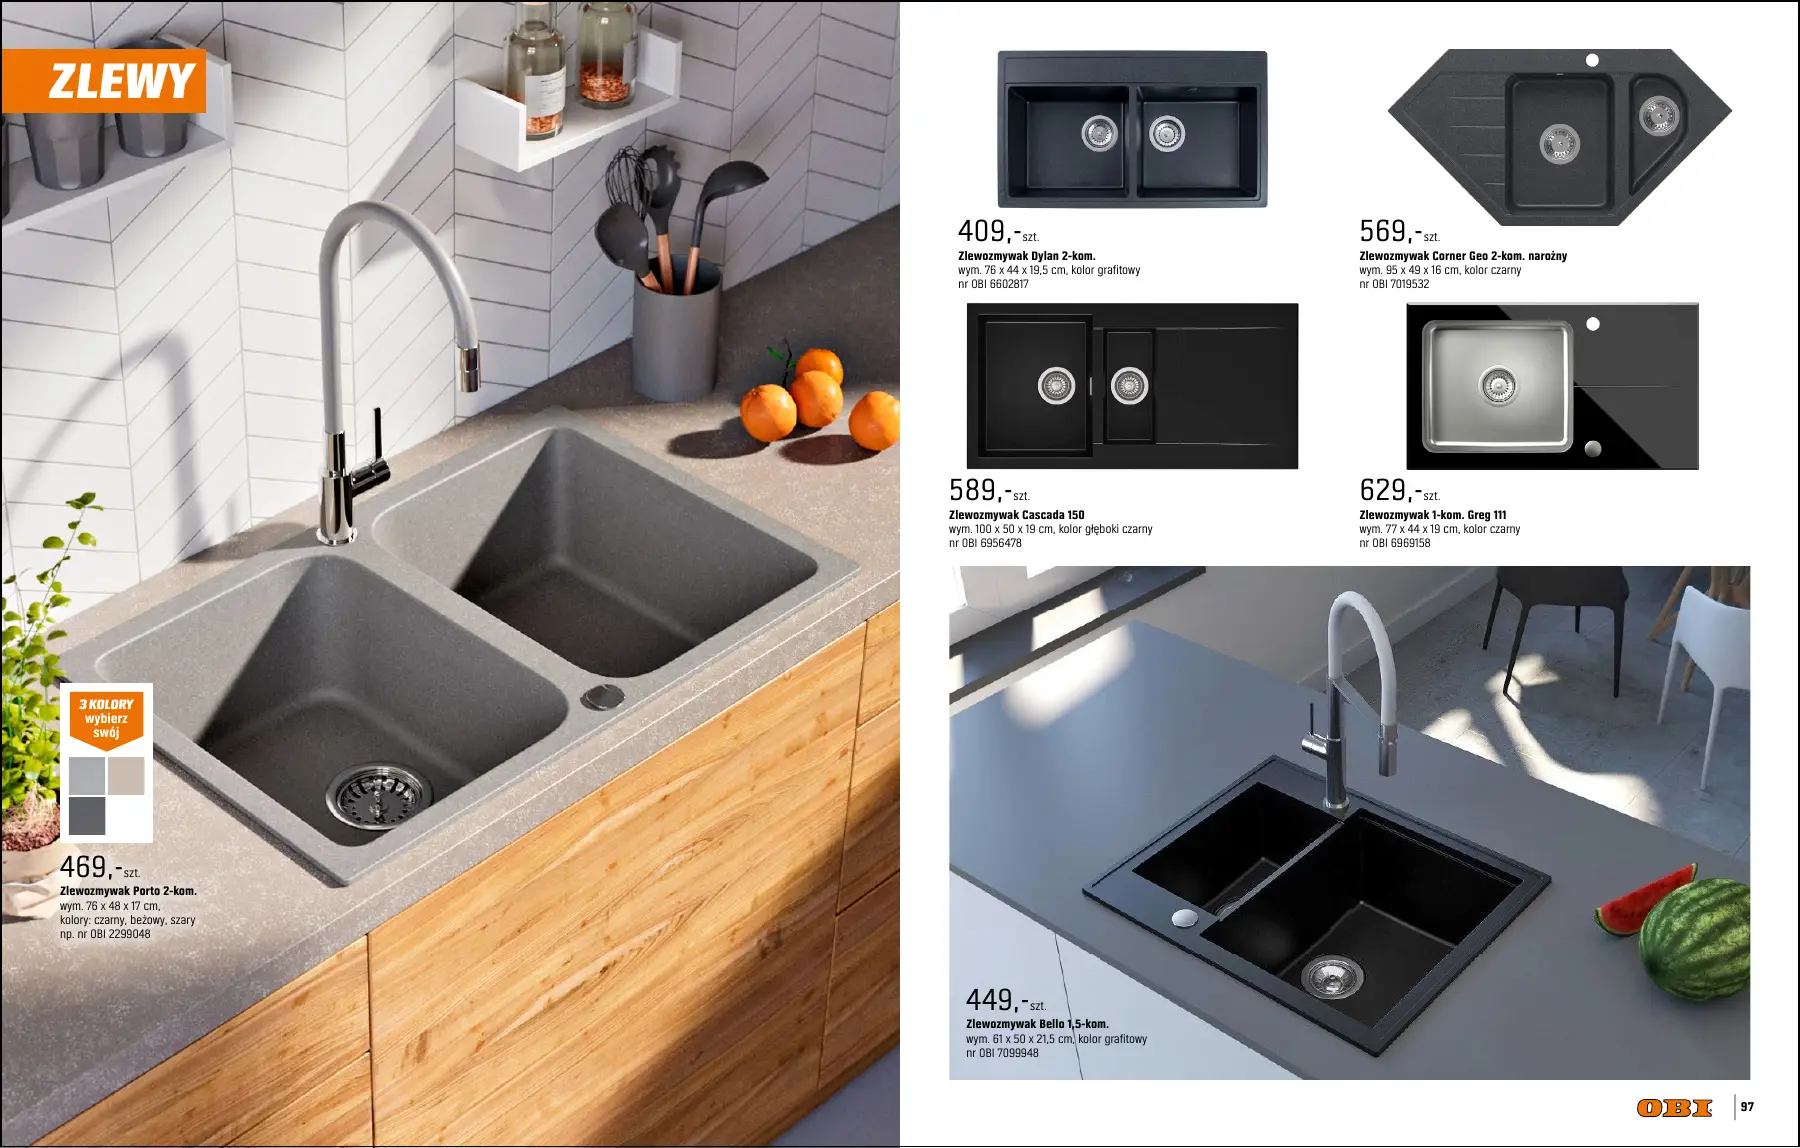 ZLEWY
3 KOLORY
wybierz
swój
469,-szt.
Zlewozmywak Porto 2-kom.
wym. 76 x 48 x 17 cm,
kolory: czarny, beżowy, szary
np. nr OBI 2299048
409,-szt.
Zlewozmywak Dylan 2-kom.
wym. 76 x 44 x 19,5 cm, kolor grafitowy
nr OBI 6602817
569,-szt.
Zlewozmywak Corner Geo 2-kom. narożny
wym. 95 x 49 x 16 cm, kolor czarny
nr OBI 7019532
589,-szt.
Zlewozmywak Cascada 150
wym. 100 x 50 x 19 cm, kolor głęboki czarny
nr OBI 6956478
629,-szt.
Zlewozmywak 1-kom. Greg 111
wym. 77 x 44 x 19 cm, kolor czarny
nr OBI 6969158
449,-szt.
Zlewozmywak Bello 1,5-kom.
wym. 61 x 50 x 21,5 cm, kolor grafitowy
nr OBI 7099948
OBI
97